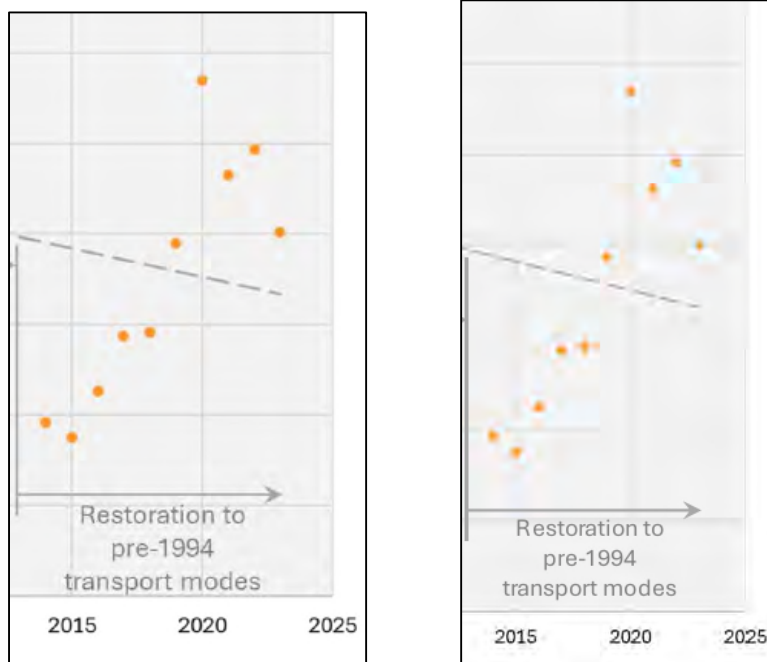 Restoration to
pre-1994
transport modes
2015 2020 2025
Restoration to
pre-1994
transport modes
2015 2020 2025